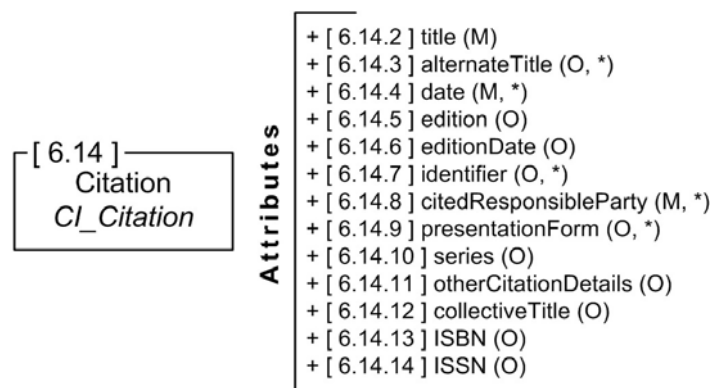 [ 6.14 ]
Citation
CI_Citation
Attributes
+ [ 6.14.2 ] title (M)
+ [ 6.14.3 ] alternateTitle (O, *)
+ [ 6.14.4 ] date (M, *)
+ [ 6.14.5 ] edition (O)
+ [ 6.14.6 ] editionDate (O)
+ [ 6.14.7 ] identifier (O, *)
+ [ 6.14.8 ] citedResponsibleParty (M, *)
+ [ 6.14.9 ] presentationForm (O, *)
+ [ 6.14.10 ] series (O)
+ [ 6.14.11 ] otherCitationDetails (O)
+ [ 6.14.12 ] collectiveTitle (O)
+ [ 6.14.13 ] ISBN (O)
+ [ 6.14.14 ] ISSN (O)